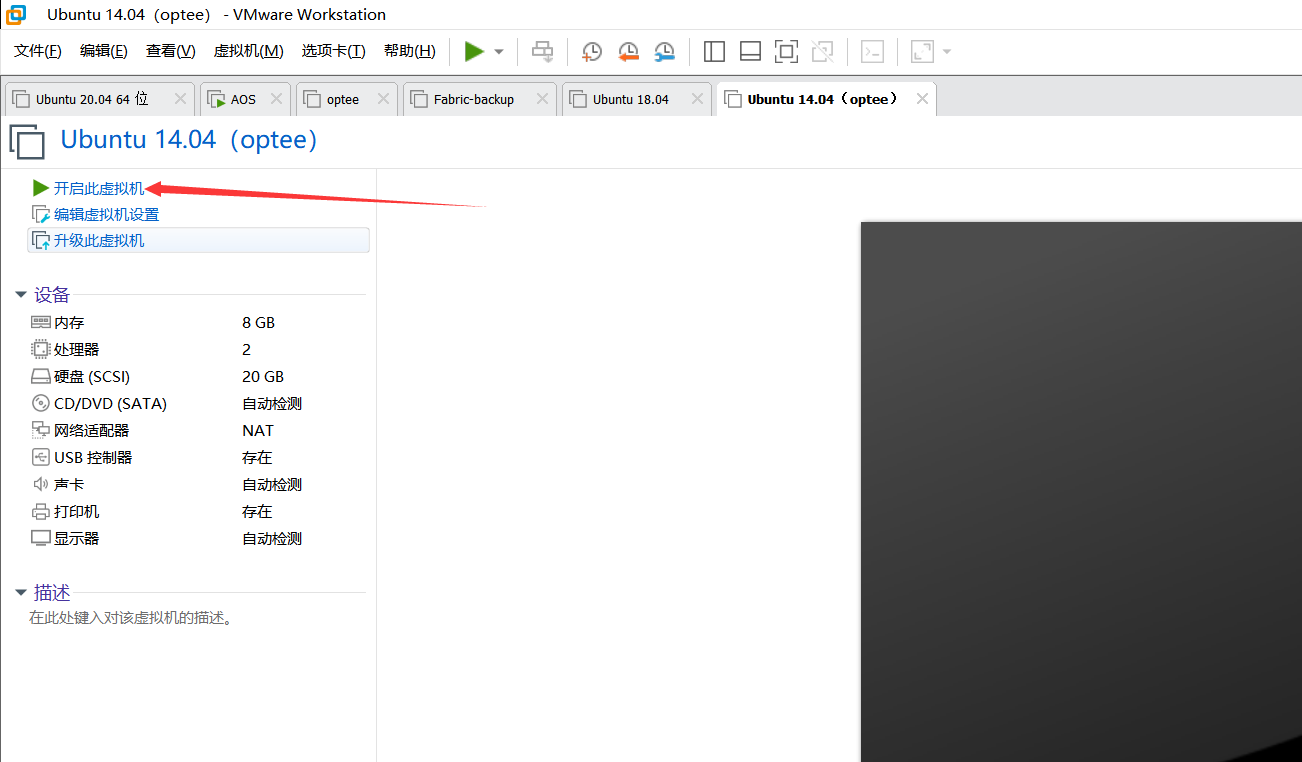 Ubuntu 14.04（optee） - VMware Workstation
文件(F) 编辑(E) 查看(V) 虚拟机(M) 选项卡(T) 帮助(H)
Ubuntu 20.04 64 位 AOS optee Fabric-backup Ubuntu 18.04 Ubuntu 14.04（optee）
Ubuntu 14.04（optee）
开启此虚拟机
编辑虚拟机设置
升级此虚拟机
设备
内存 8 GB
处理器 2
硬盘 (SCSI) 20 GB
CD/DVD (SATA) 自动检测
网络适配器 NAT
USB 控制器 存在
声卡 自动检测
打印机 存在
显示器 自动检测
描述
在此处键入对该虚拟机的描述。